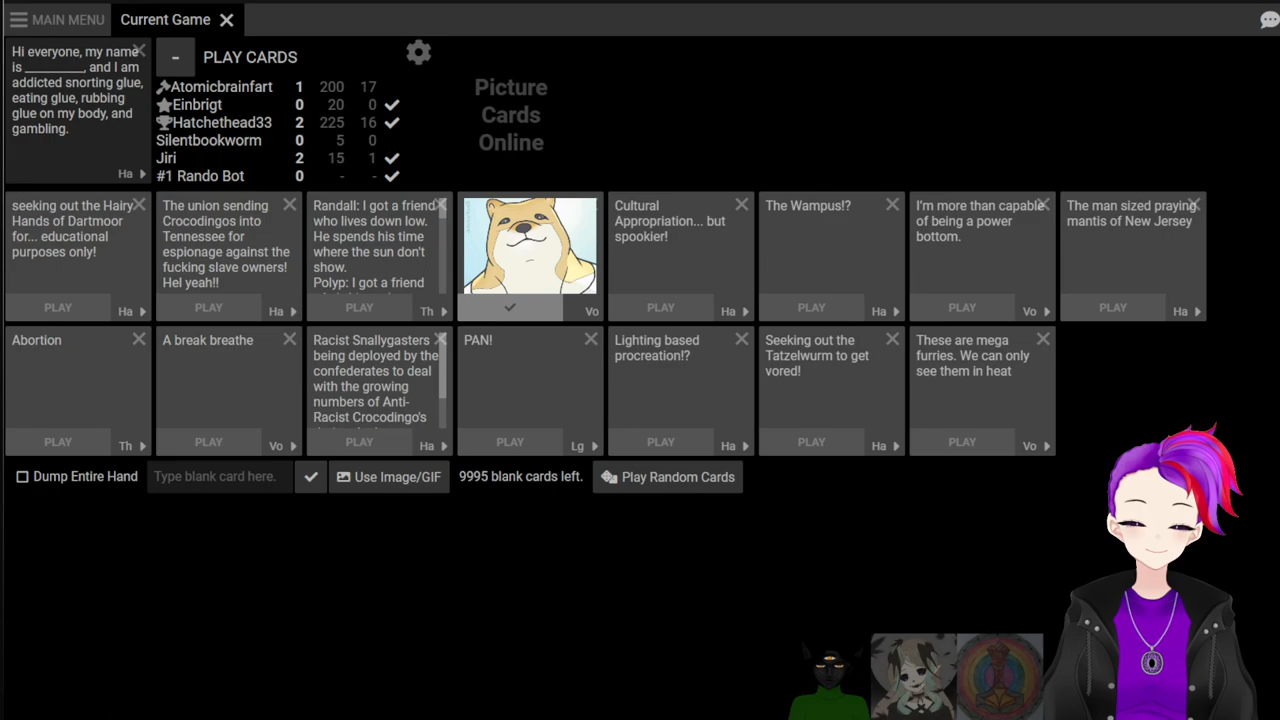 MAIN MENU
Current Game
Hi everyone, my name
is __________, and I am
addicted snorting glue,
eating glue, rubbing
glue on my body, and
gambling.
Ha
-
PLAY CARDS
Atomicbrainfart 1 200 17
Einbrigt 0 20 0
Hatchethead33 2 225 16
Silentbookworm 0 5 0
Jiri 2 15 1
#1 Rando Bot 0 - -
Picture
Cards
Online
seeking out the Hairy
Hands of Dartmoor
for... educational
purposes only!
PLAY
Ha
The union sending
Crocodingos into
Tennessee for
espionage against the
fucking slave owners!
Hel yeah!!
PLAY
Ha
Randall: I got a friend
who lives down low.
He spends his time
where the sun don't
show.
Polyp: I got a friend
PLAY
Th
Vo
Cultural
Appropriation... but
spookier!
PLAY
Ha
The Wampus!?
PLAY
Ha
I'm more than capable
of being a power
bottom.
PLAY
Vo
The man sized praying
mantis of New Jersey
PLAY
Ha
Abortion
PLAY
Th
A break breathe
PLAY
Vo
Racist Snallygasters
being deployed by the
confederates to deal
with the growing
numbers of Anti-
Racist Crocodingo's
PLAY
Ha
PAN!
PLAY
Lg
Lighting based
procreation!?
PLAY
Ha
Seeking out the
Tatzelwurm to get
vored!
PLAY
Ha
These are mega
furries. We can only
see them in heat
PLAY
Vo
Dump Entire Hand
Type blank card here.
Use Image/GIF
9995 blank cards left.
Play Random Cards